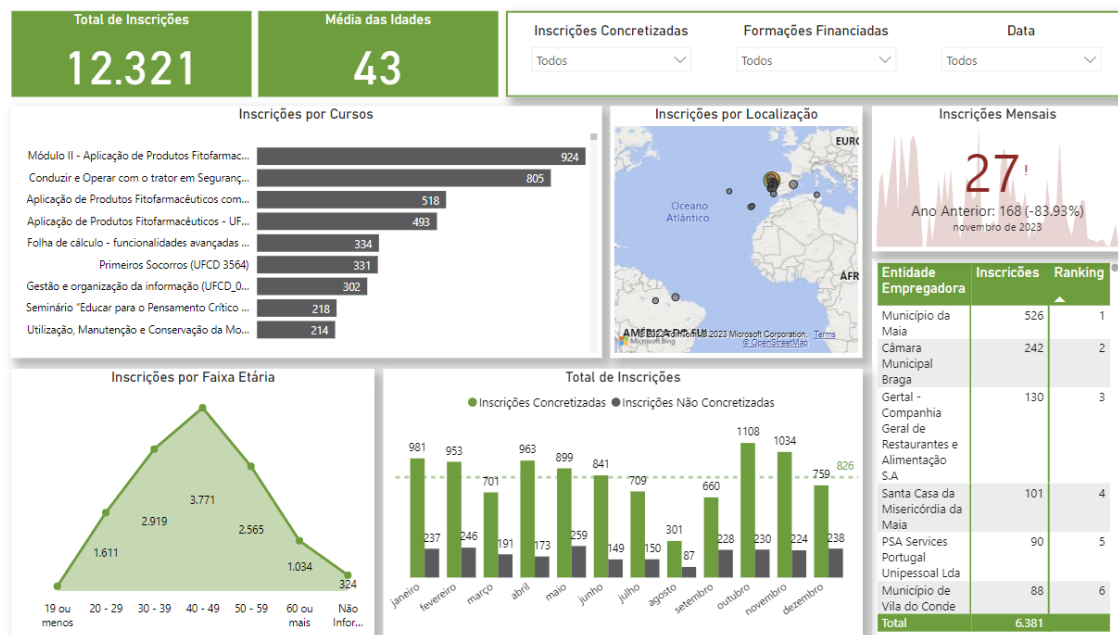 Total de Inscrições
12.321
Média das Idades
43
Inscrições Concretizadas
Todos
Formações Financiadas
Todos
Data
Todos
Inscrições por Cursos
Módulo II - Aplicação de Produtos Fitofarmac... 924
Conduzir e Operar com o trator em Seguranç... 805
Aplicação de Produtos Fitofarmacêuticos com... 518
Aplicação de Produtos Fitofarmacêuticos - UF... 493
Folha de cálculo - funcionalidades avançadas ... 334
Primeiros Socorros (UFCD 3564) 331
Gestão e organização da informação (UFCD_0... 302
Seminário "Educar para o Pensamento Crítico ... 218
Utilização, Manutenção e Conservação da Mo... 214
Inscrições por Localização
EURO
Oceano
Atlântico
ÁFR
AMÉRICA DO SUL
© 2023 Microsoft Corporation, Terms
Microsoft Bing
© OpenStreetMap
Inscrições Mensais
27!
Ano Anterior: 168 (-83.93%)
novembro de 2023
Entidade Empregadora Inscrições Ranking
Município da Maia 526 1
Câmara Municipal Braga 242 2
Gertal - Companhia Geral de Restaurantes e Alimentação S.A 130 3
Santa Casa da Misericórdia da Maia 101 4
PSA Services Portugal Unipessoal Lda 90 5
Município de Vila do Conde 88 6
Total 6.381
Inscrições por Faixa Etária
3.771
2.919
2.565
1.611
1.034
324
19 ou menos
20 - 29
30 - 39
40 - 49
50 - 59
60 ou mais
Não Infor...
Total de Inscrições
Inscrições Concretizadas
Inscrições Não Concretizadas
826
981 237
953 246
701 191
963 173
899 259
841 149
709 150
301 87
660 228
1108 230
1034 224
759 238
janeiro
fevereiro
março
abril
maio
junho
julho
agosto
setembro
outubro
novembro
dezembro